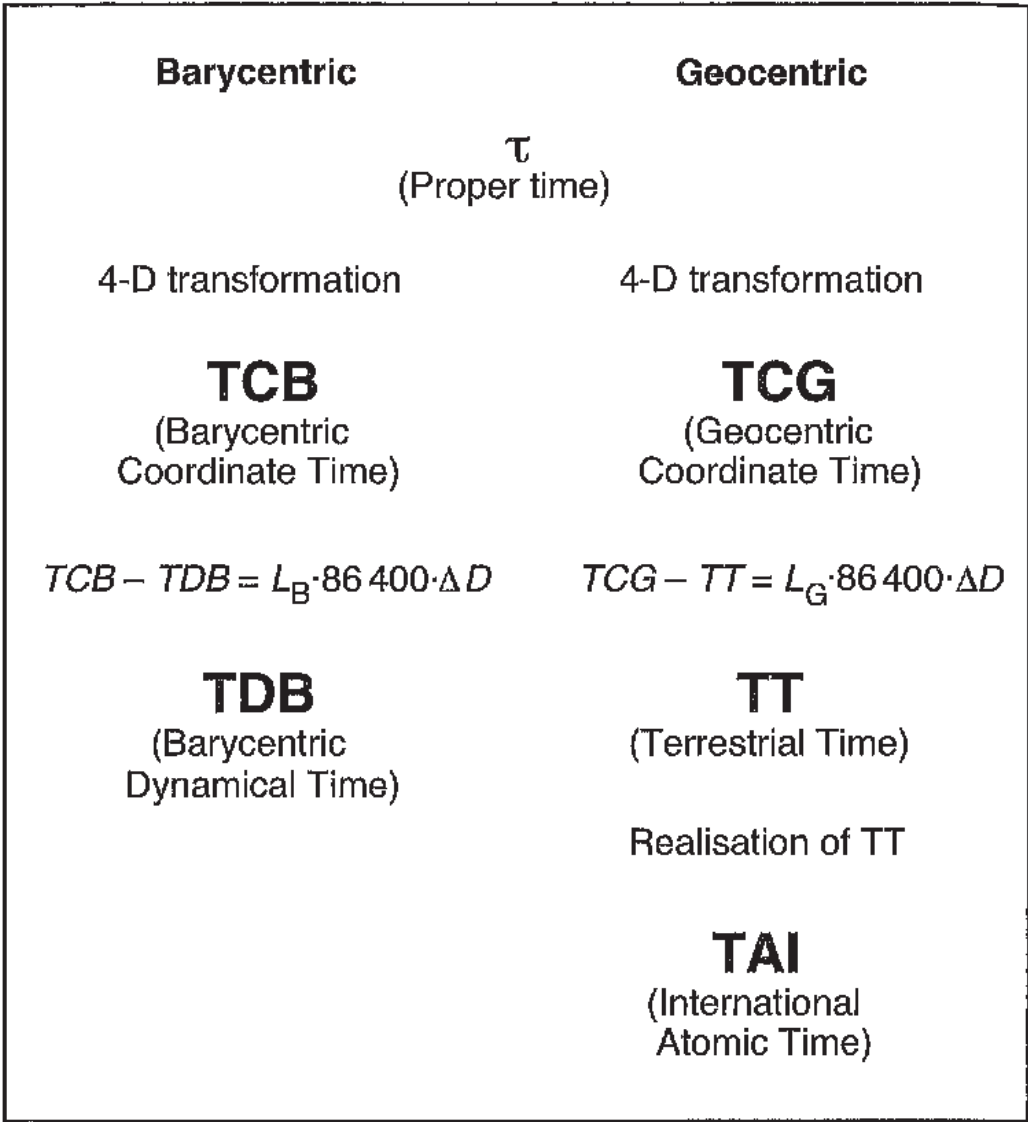 Barycentric Geocentric
τ
(Proper time)
4-D transformation 4-D transformation
TCB TCG
(Barycentric (Geocentric
Coordinate Time) Coordinate Time)
TCB – TDB = L_B·86 400·ΔD TCG – TT = L_G·86 400·ΔD
TDB TT
(Barycentric (Terrestrial Time)
Dynamical Time)
Realisation of TT
TAI
(International
Atomic Time)